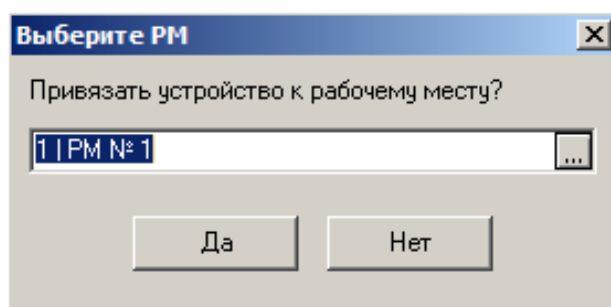 Выберите РМ
Привязать устройство к рабочему месту?
1 | РМ № 1
...
Да
Нет